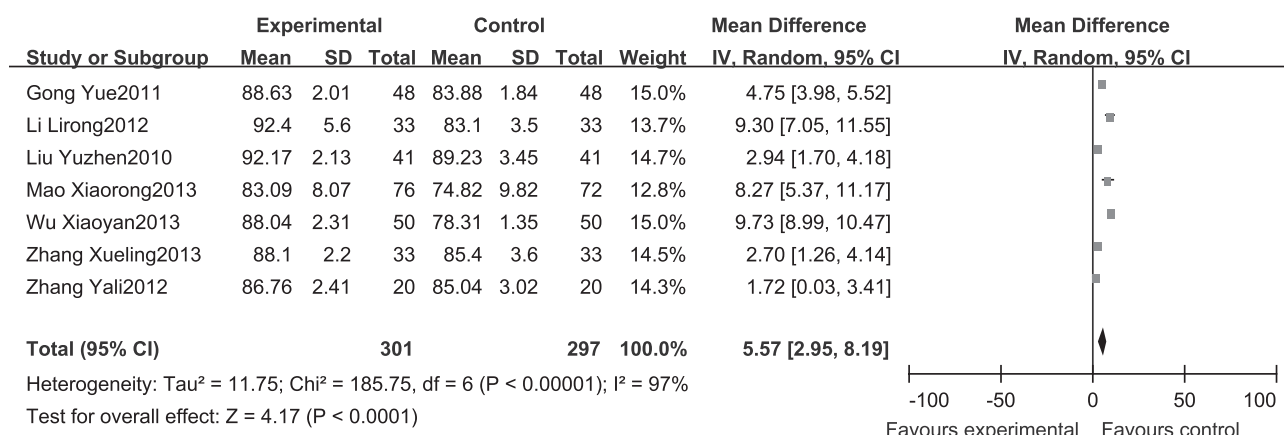 Experimental Control Mean Difference Mean Difference
Study or Subgroup Mean SD Total Mean SD Total Weight IV, Random, 95% CI IV, Random, 95% CI
Gong Yue2011 88.63 2.01 48 83.88 1.84 48 15.0% 4.75 [3.98, 5.52]
Li Lirong2012 92.4 5.6 33 83.1 3.5 33 13.7% 9.30 [7.05, 11.55]
Liu Yuzhen2010 92.17 2.13 41 89.23 3.45 41 14.7% 2.94 [1.70, 4.18]
Mao Xiaorong2013 83.09 8.07 76 74.82 9.82 72 12.8% 8.27 [5.37, 11.17]
Wu Xiaoyan2013 88.04 2.31 50 78.31 1.35 50 15.0% 9.73 [8.99, 10.47]
Zhang Xueling2013 88.1 2.2 33 85.4 3.6 33 14.5% 2.70 [1.26, 4.14]
Zhang Yali2012 86.76 2.41 20 85.04 3.02 20 14.3% 1.72 [0.03, 3.41]
Total (95% CI) 301 297 100.0% 5.57 [2.95, 8.19]
Heterogeneity: Tau² = 11.75; Chi² = 185.75, df = 6 (P < 0.00001); I² = 97%
Test for overall effect: Z = 4.17 (P < 0.0001)
-100 -50 0 50 100
Favours experimental Favours control